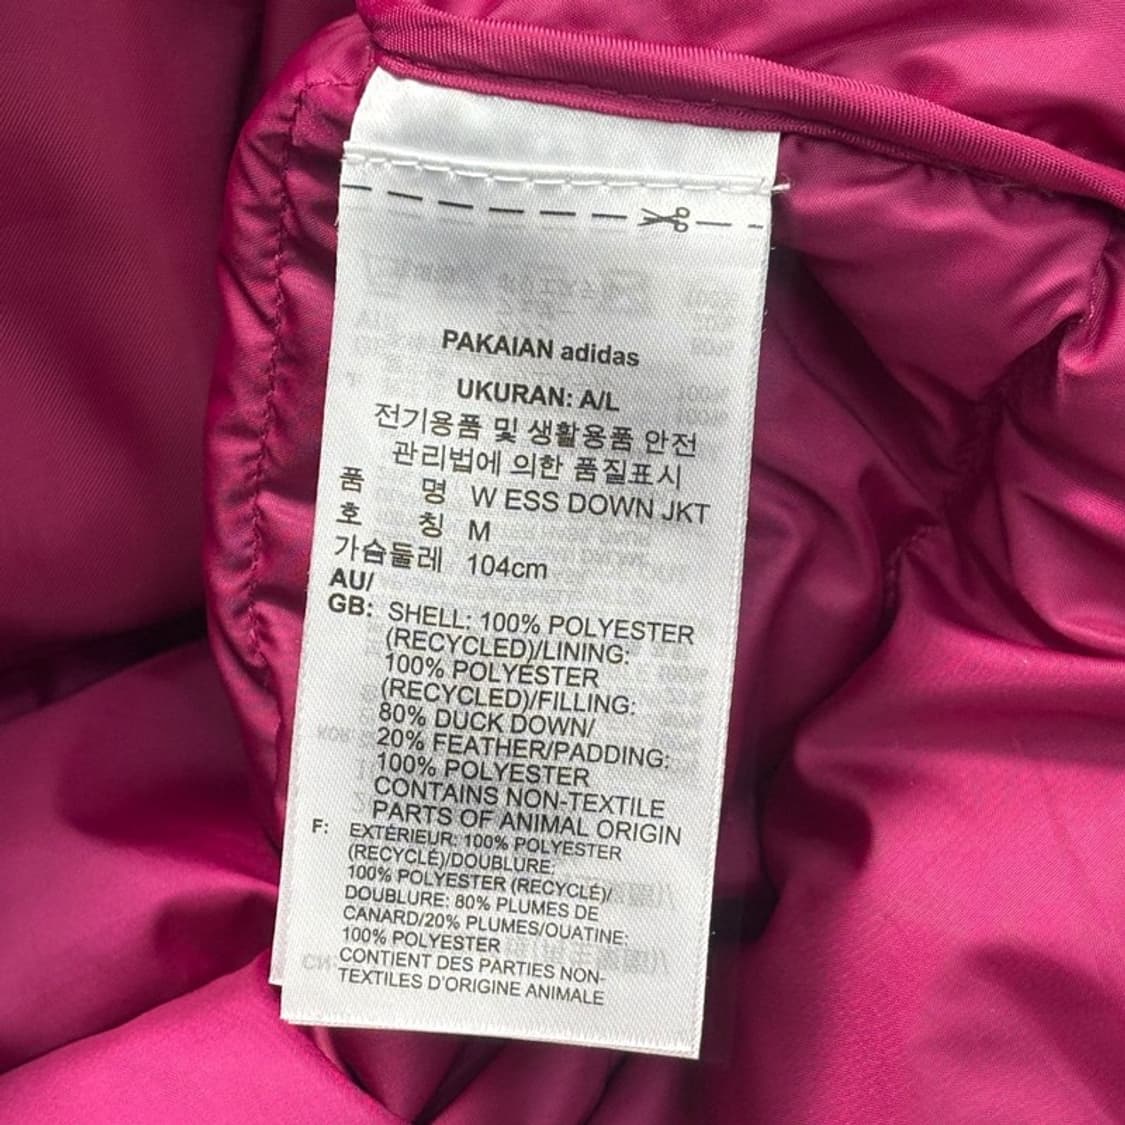 PAKAIAN adidas
UKURAN: A/L
전기용품 및 생활용품 안전
관리법에 의한 품질표시
품 명 W ESS DOWN JKT
호 칭 M
가슴둘레 104cm
AU/
GB: SHELL: 100% POLYESTER
(RECYCLED)/LINING:
100% POLYESTER
(RECYCLED)/FILLING:
80% DUCK DOWN/
20% FEATHER/PADDING:
100% POLYESTER
CONTAINS NON-TEXTILE
PARTS OF ANIMAL ORIGIN
F: EXTÉRIEUR: 100% POLYESTER
(RECYCLÉ)/DOUBLURE:
100% POLYESTER (RECYCLÉ)/
DOUBLURE: 80% PLUMES DE
CANARD/20% PLUMES/OUATINE:
100% POLYESTER
CONTIENT DES PARTIES NON-
TEXTILES D'ORIGINE ANIMALE